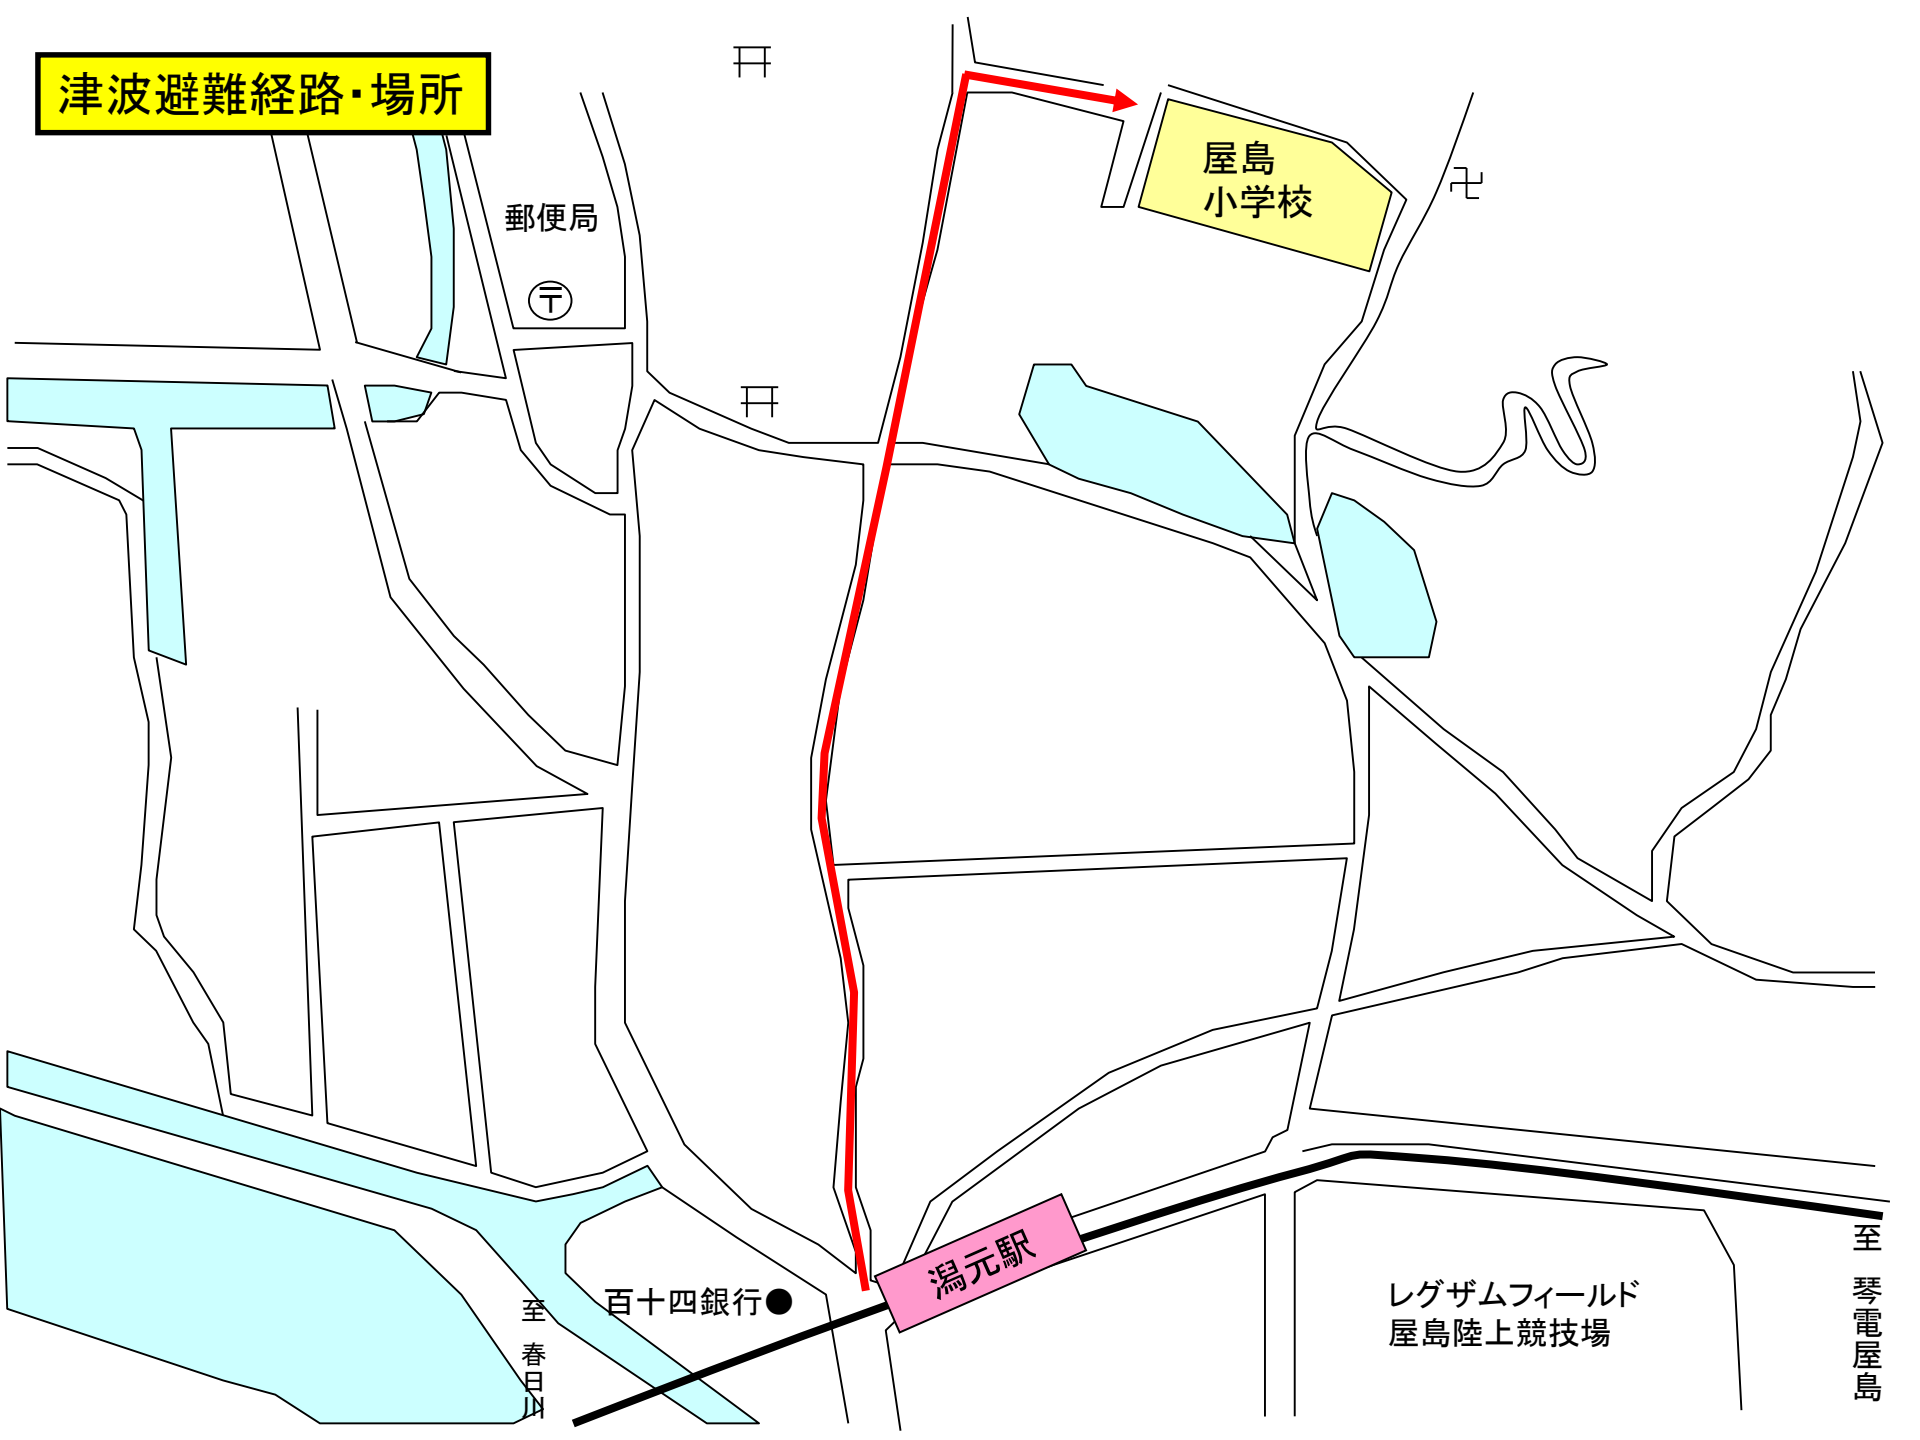 津波避難経路・場所
屋島
小学校
郵便局
〒
潟元駅
百十四銀行●
至 春日川
レグザムフィールド
屋島陸上競技場
至 琴電屋島